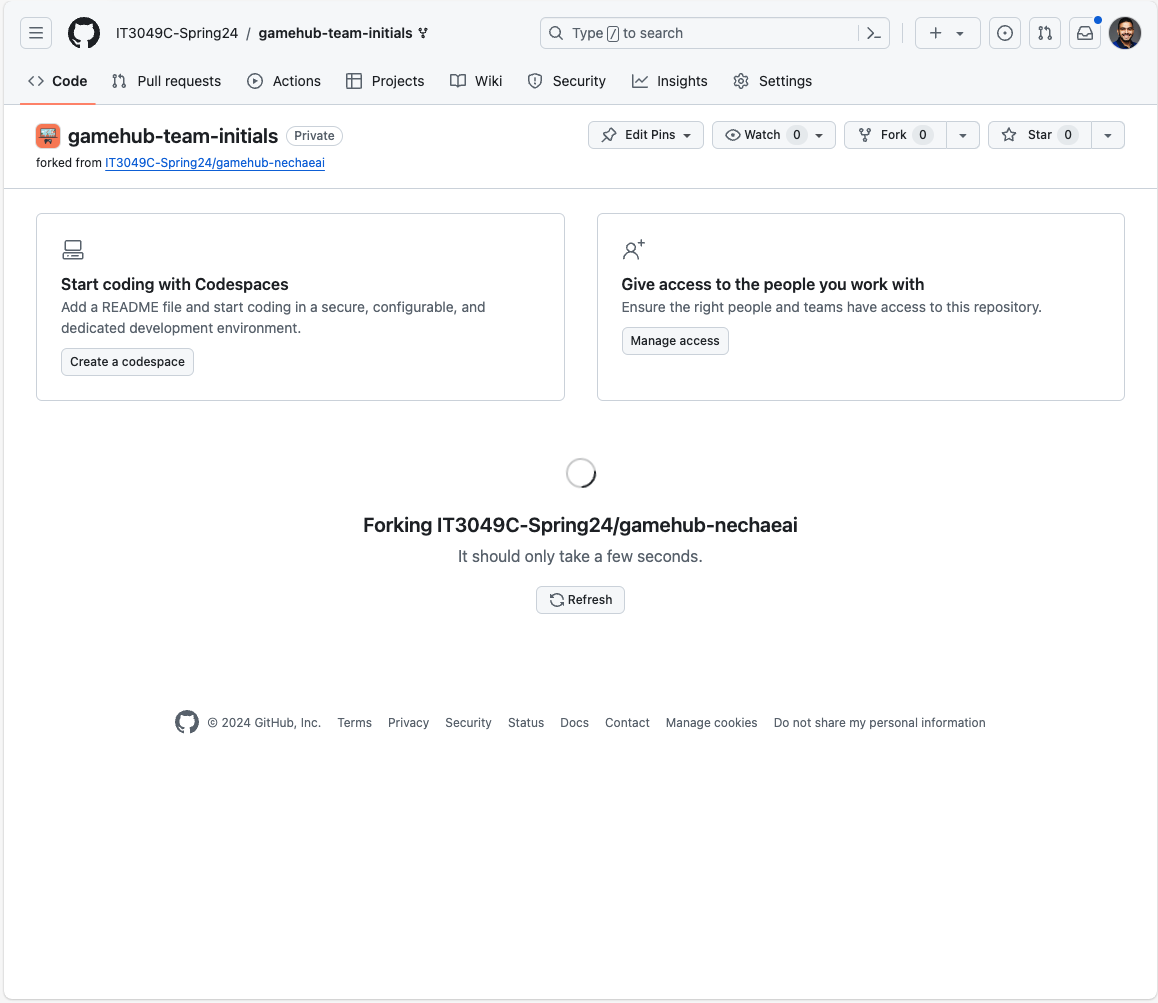 IT3049C-Spring24 / gamehub-team-initials
Type / to search
Code Pull requests Actions Projects Wiki Security Insights Settings
gamehub-team-initials Private
Edit Pins Watch 0 Fork 0 Star 0
forked from IT3049C-Spring24/gamehub-nechaeai
Start coding with Codespaces
Add a README file and start coding in a secure, configurable, and
dedicated development environment.
Create a codespace
Give access to the people you work with
Ensure the right people and teams have access to this repository.
Manage access
Forking IT3049C-Spring24/gamehub-nechaeai
It should only take a few seconds.
Refresh
© 2024 GitHub, Inc. Terms Privacy Security Status Docs Contact Manage cookies Do not share my personal information